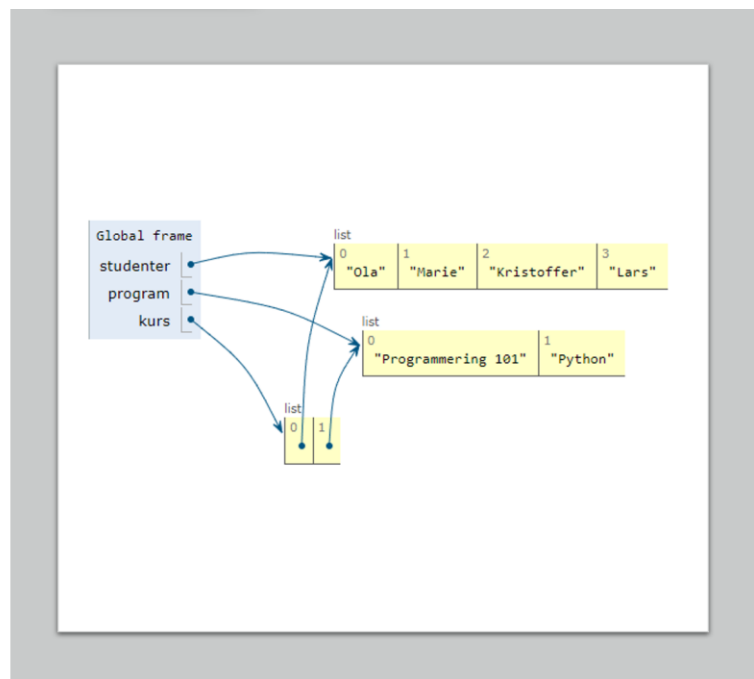 Global frame
studenter
program
kurs
list
0 1 2 3
"Ola" "Marie" "Kristoffer" "Lars"
list
0 1
"Programmering 101" "Python"
list
0 1